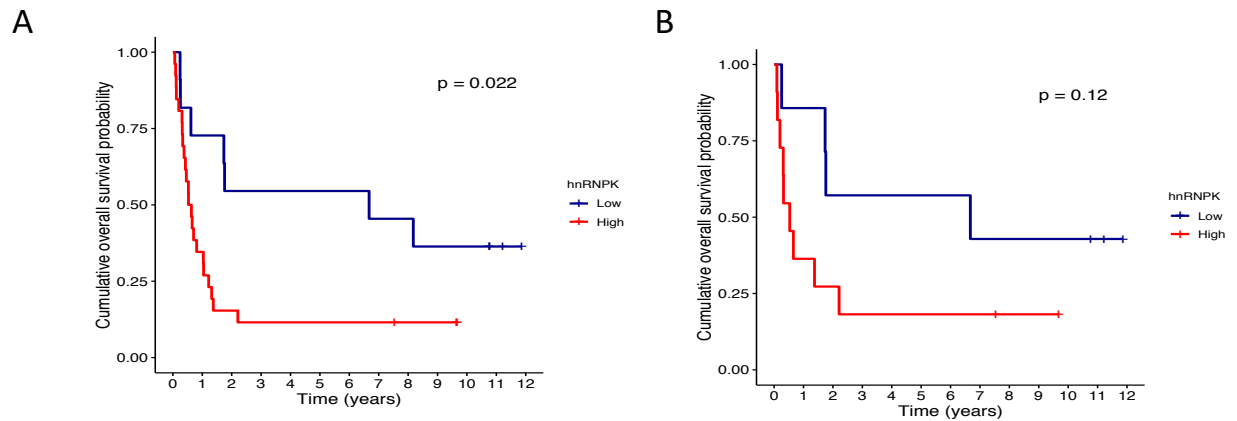 A
Cumulative overall survival probability
1.00
0.75
0.50
0.25
0.00
p = 0.022
0 1 2 3 4 5 6 7 8 9 10 11 12
Time (years)
hnRNPK
Low
High
B
Cumulative overall survival probability
1.00
0.75
0.50
0.25
0.00
p = 0.12
0 1 2 3 4 5 6 7 8 9 10 11 12
Time (years)
hnRNPK
Low
High